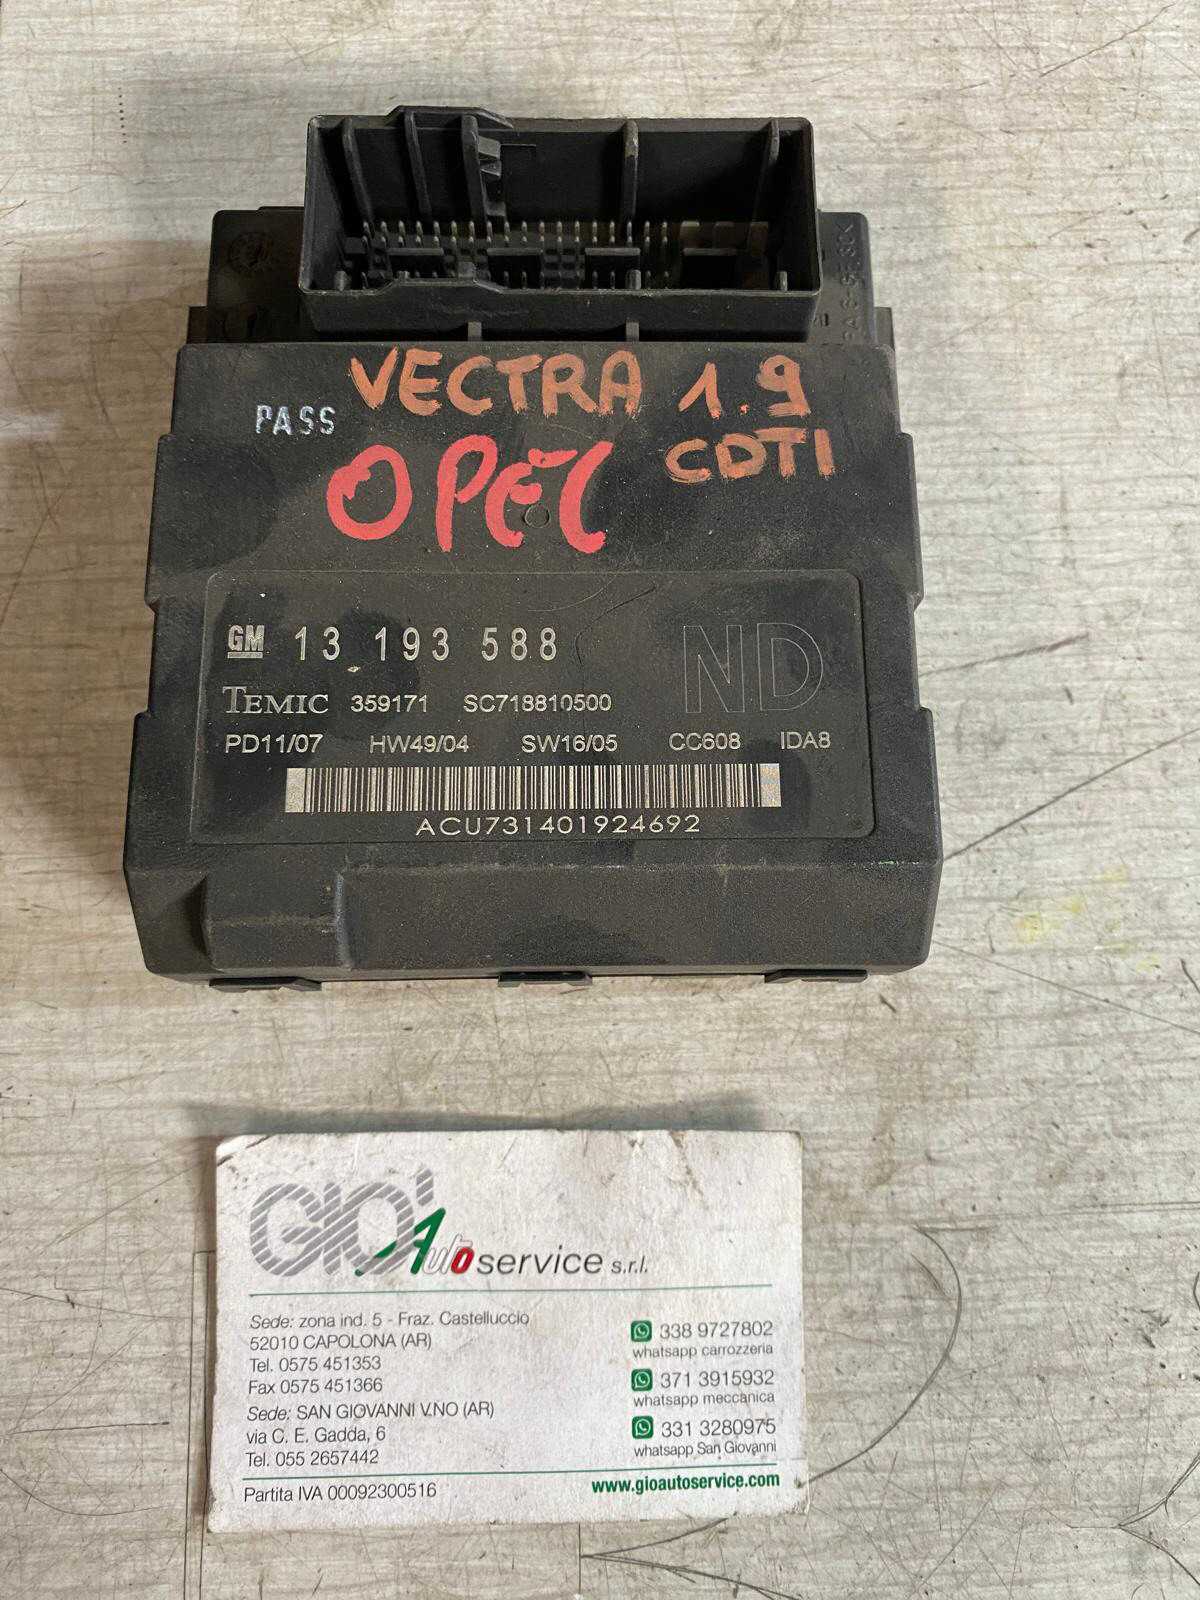 VECTRA 1.9
PASS
CDTI
OPEL
GM 13 193 588
ND
TEMIC 359171 SC718810500
PD11/07 HW49/04 SW16/05 CC608 IDA8
ACU731401924692
GIO' Autoservice s.r.l.
Sede: zona ind. 5 - Fraz. Castelluccio
52010 CAPOLONA (AR)
Tel. 0575 451353
Fax 0575 451366
Sede: SAN GIOVANNI V.NO (AR)
via C. E. Gadda, 6
Tel. 055 2657442
338 9727802
whatsapp carrozzeria
371 3915932
whatsapp meccanica
331 3280975
whatsapp San Giovanni
www.gioautoservice.com
Partita IVA 00092300516